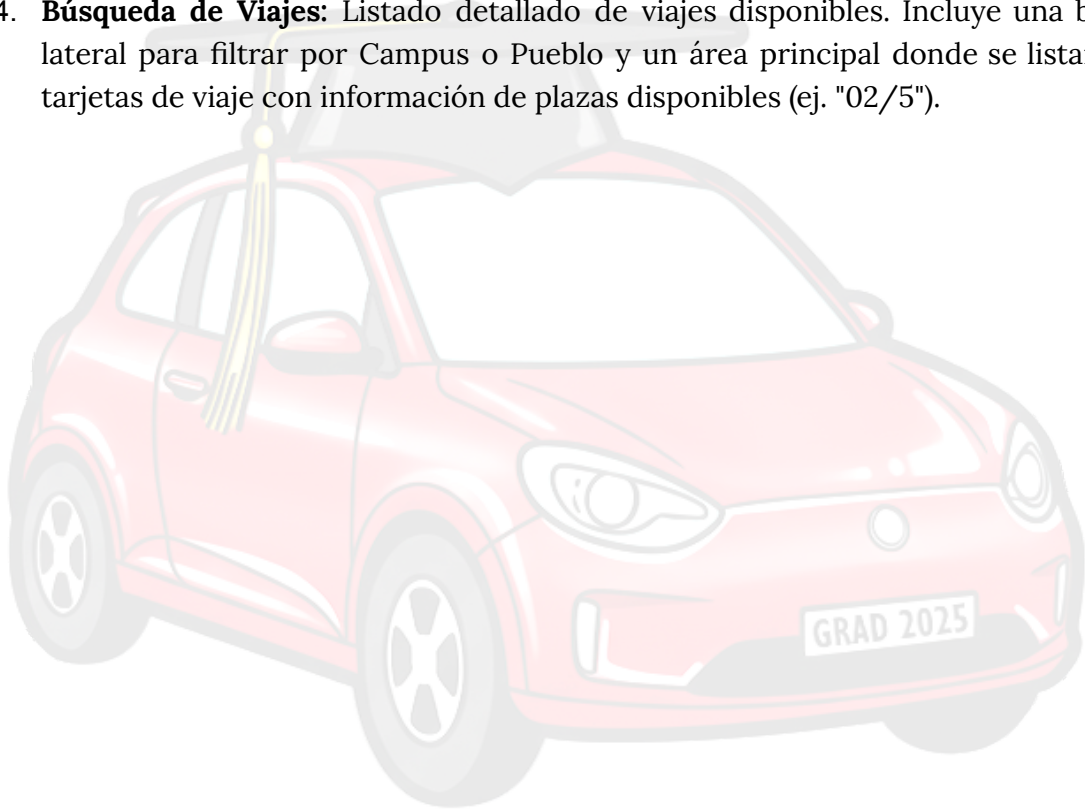 4. Búsqueda de Viajes: Listado detallado de viajes disponibles. Incluye una
lateral para filtrar por Campus o Pueblo y un área principal donde se
tarjetas de viaje con información de plazas disponibles (ej. "02/5").
GRAD 2025